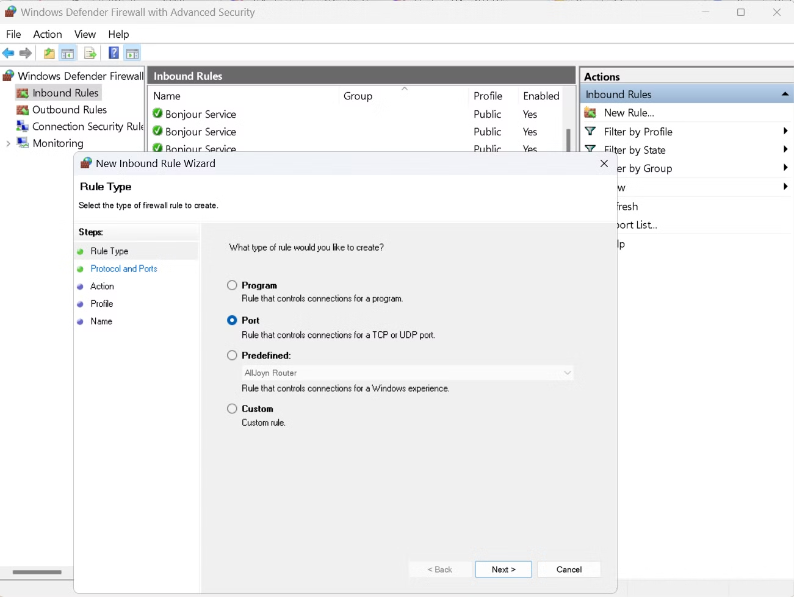 Windows Defender Firewall with Advanced Security
File Action View Help
Windows Defender Firewall
Inbound Rules
Outbound Rules
Connection Security Rule
Monitoring
Inbound Rules
Name Group Profile Enabled
Bonjour Service Public Yes
Bonjour Service Public Yes
Bonjour Service Public Yes
Actions
Inbound Rules
New Rule...
Filter by Profile
Filter by State
er by Group
w
fresh
port List...
lp
New Inbound Rule Wizard
Rule Type
Select the type of firewall rule to create.
Steps:
Rule Type
Protocol and Ports
Action
Profile
Name
What type of rule would you like to create?
Program
Rule that controls connections for a program.
Port
Rule that controls connections for a TCP or UDP port.
Predefined:
AllJoyn Router
Rule that controls connections for a Windows experience.
Custom
Custom rule.
< Back Next > Cancel